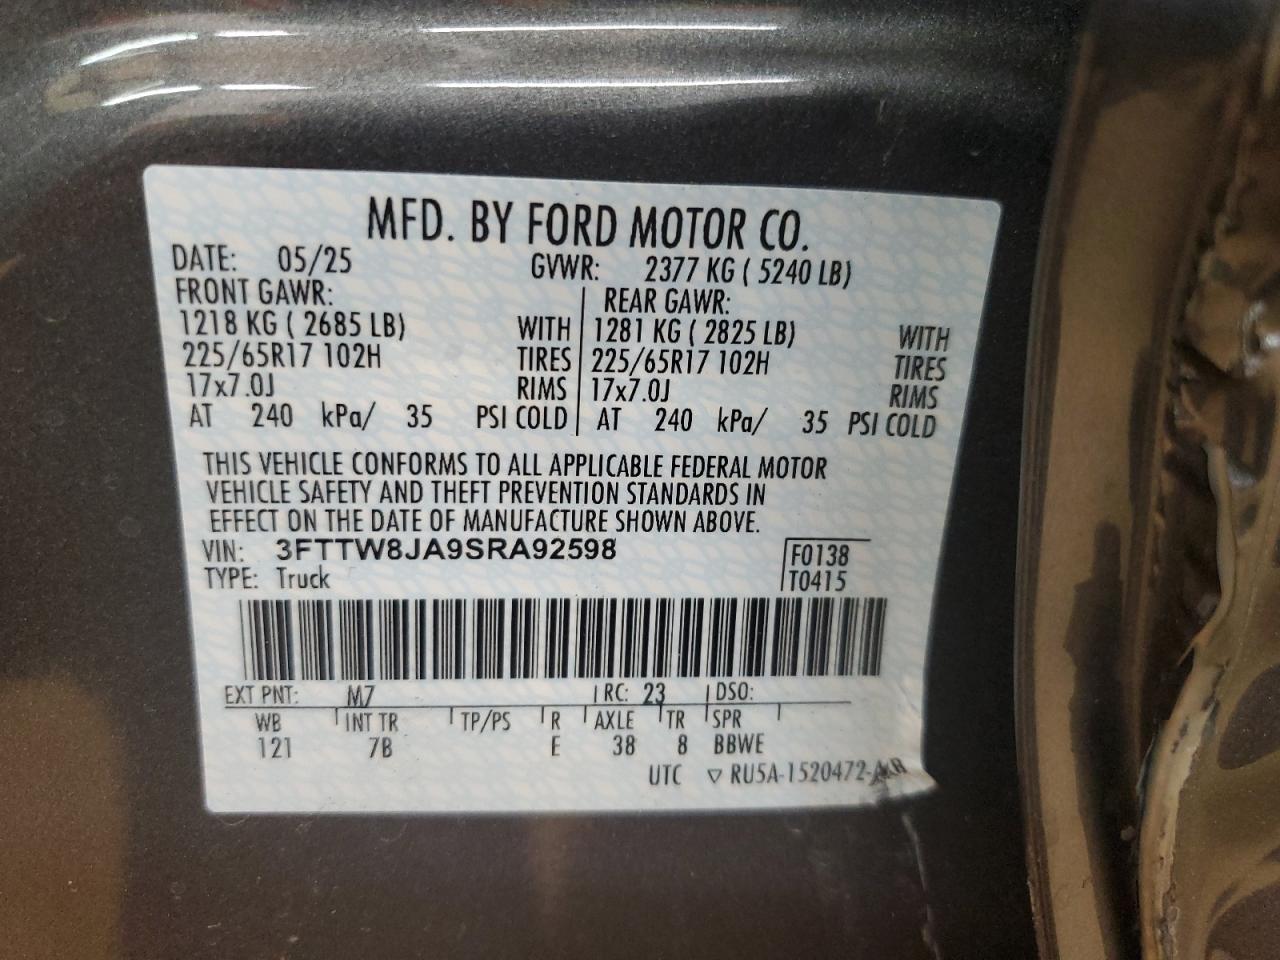 MFD. BY FORD MOTOR CO.
DATE: 05/25 GVWR: 2377 KG ( 5240 LB)
FRONT GAWR: REAR GAWR:
1218 KG ( 2685 LB) WITH 1281 KG ( 2825 LB) WITH
225/65R17 102H TIRES 225/65R17 102H TIRES
17x7.0J RIMS 17x7.0J RIMS
AT 240 kPa/ 35 PSI COLD AT 240 kPa/ 35 PSI COLD
THIS VEHICLE CONFORMS TO ALL APPLICABLE FEDERAL MOTOR
VEHICLE SAFETY AND THEFT PREVENTION STANDARDS IN
EFFECT ON THE DATE OF MANUFACTURE SHOWN ABOVE.
VIN: 3FTTW8JA9SRA92598 F0138
TYPE: Truck T0415
EXT PNT: M7 RC: 23 DSO:
WB INT TR TP/PS R AXLE TR SPR
121 7B E 38 8 BBWE
UTC ▽ RU5A-1520472-